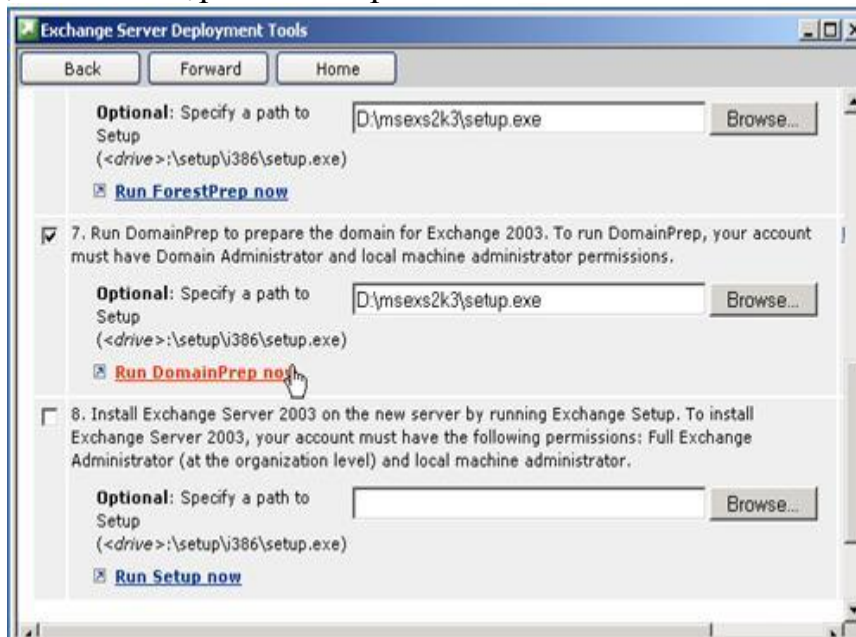 Exchange Server Deployment Tools
Back Forward Home
Optional: Specify a path to
Setup
(<drive>:\setup\i386\setup.exe)
D:\msexs2k3\setup.exe Browse...
Run ForestPrep now
7. Run DomainPrep to prepare the domain for Exchange 2003. To run DomainPrep, your account
must have Domain Administrator and local machine administrator permissions.
Optional: Specify a path to
Setup
(<drive>:\setup\i386\setup.exe)
D:\msexs2k3\setup.exe Browse...
Run DomainPrep now
8. Install Exchange Server 2003 on the new server by running Exchange Setup. To install
Exchange Server 2003, your account must have the following permissions: Full Exchange
Administrator (at the organization level) and local machine administrator.
Optional: Specify a path to
Setup
(<drive>:\setup\i386\setup.exe)
Browse...
Run Setup now